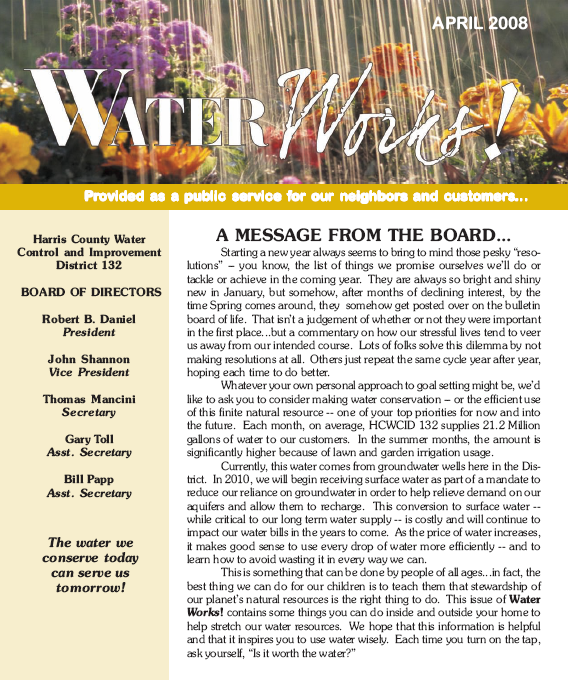 APRIL 2008
WATER Works!
Provided as a public service for our neighbors and customers...
Harris County Water
Control and Improvement
District 132
BOARD OF DIRECTORS
Robert B. Daniel
President
John Shannon
Vice President
Thomas Mancini
Secretary
Gary Toll
Asst. Secretary
Bill Papp
Asst. Secretary
The water we
conserve today
can serve us
tomorrow!
A MESSAGE FROM THE BOARD...
Starting a new year always seems to bring to mind those pesky “reso-
lutions” – you know, the list of things we promise ourselves we’ll do or
tackle or achieve in the coming year. They are always so bright and shiny
new in January, but somehow, after months of declining interest, by the
time Spring comes around, they somehow get posted over on the bulletin
board of life. That isn’t a judgement of whether or not they were important
in the first place...but a commentary on how our stressful lives tend to veer
us away from our intended course. Lots of folks solve this dilemma by not
making resolutions at all. Others just repeat the same cycle year after year,
hoping each time to do better.
Whatever your own personal approach to goal setting might be, we’d
like to ask you to consider making water conservation – or the efficient use
of this finite natural resource -- one of your top priorities for now and into
the future. Each month, on average, HCWCID 132 supplies 21.2 Million
gallons of water to our customers. In the summer months, the amount is
significantly higher because of lawn and garden irrigation usage.
Currently, this water comes from groundwater wells here in the Dis-
trict. In 2010, we will begin receiving surface water as part of a mandate to
reduce our reliance on groundwater in order to help relieve demand on our
aquifers and allow them to recharge. This conversion to surface water --
while critical to our long term water supply -- is costly and will continue to
impact our water bills in the years to come. As the price of water increases,
it makes good sense to use every drop of water more efficiently -- and to
learn how to avoid wasting it in every way we can.
This is something that can be done by people of all ages...in fact, the
best thing we can do for our children is to teach them that stewardship of
our planet’s natural resources is the right thing to do. This issue of Water
Works! contains some things you can do inside and outside your home to
help stretch our water resources. We hope that this information is helpful
and that it inspires you to use water wisely. Each time you turn on the tap,
ask yourself, “Is it worth the water?”